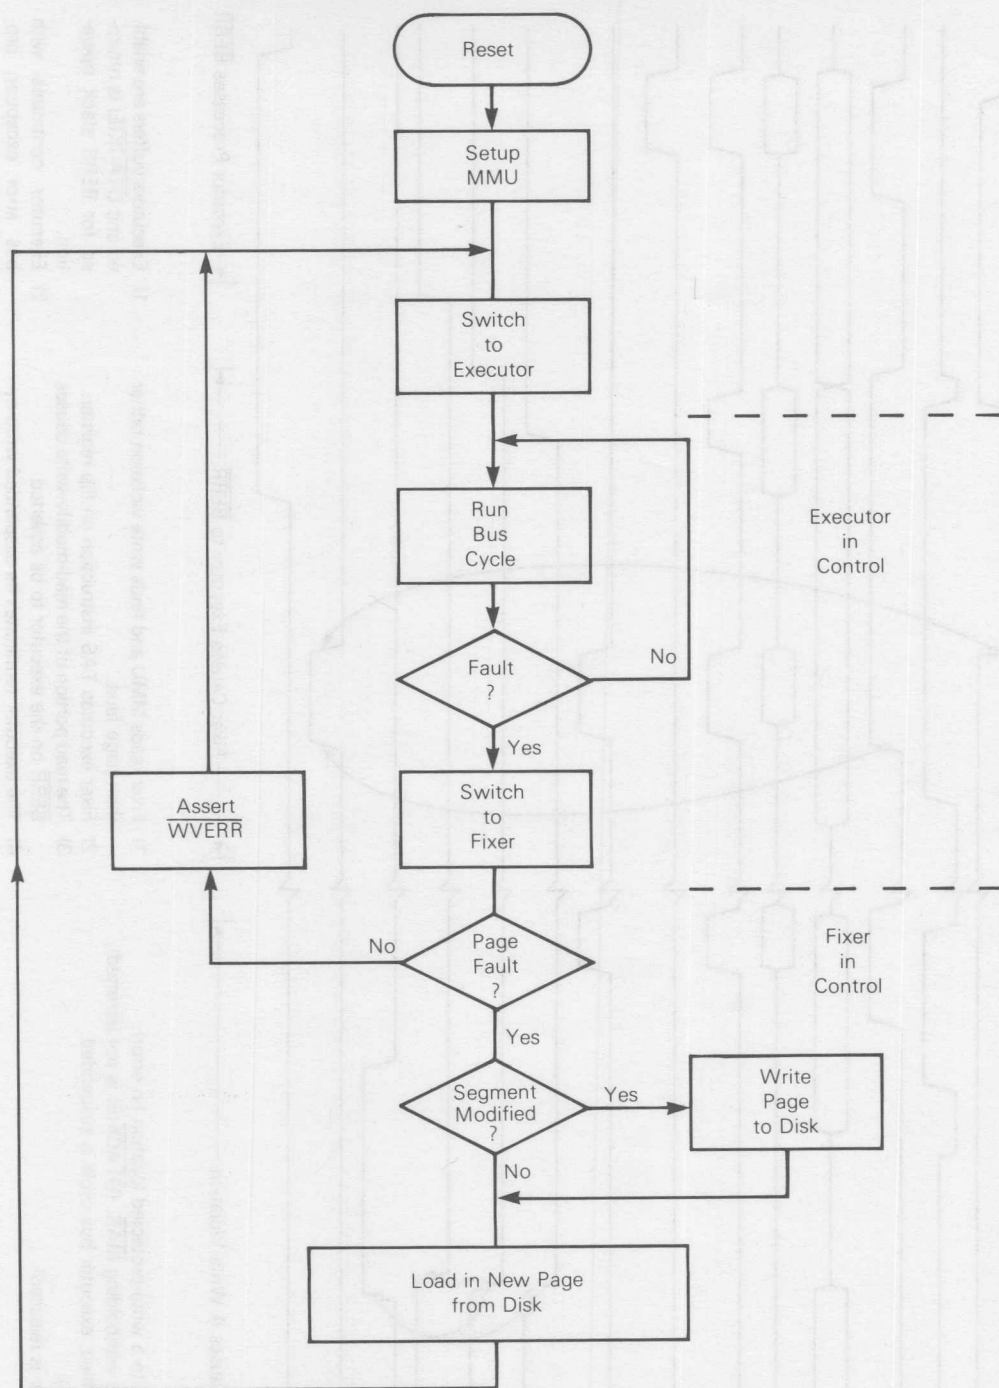 Reset
Setup
MMU
Switch
to
Executor
Run
Bus
Cycle
Executor
in
Control
Fault
?
No
Yes
Switch
to
Fixer
Assert
WVERR
Page
Fault
?
No
Fixer
in
Control
Yes
Segment
Modified
?
Yes
Write
Page
to Disk
No
Load in New Page
from Disk